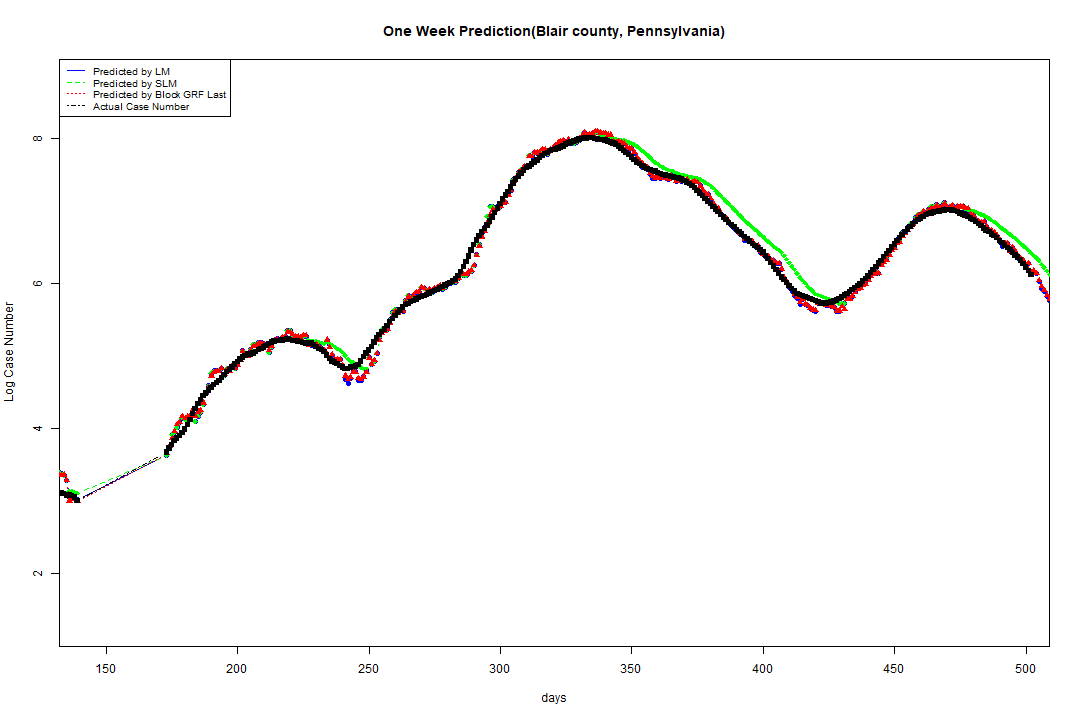 One Week Prediction(Blair county, Pennsylvania)
Predicted by LM
Predicted by SLM
Predicted by Block GRF Last
Actual Case Number
Log Case Number
8
6
4
2
150 200 250 300 350 400 450 500
days